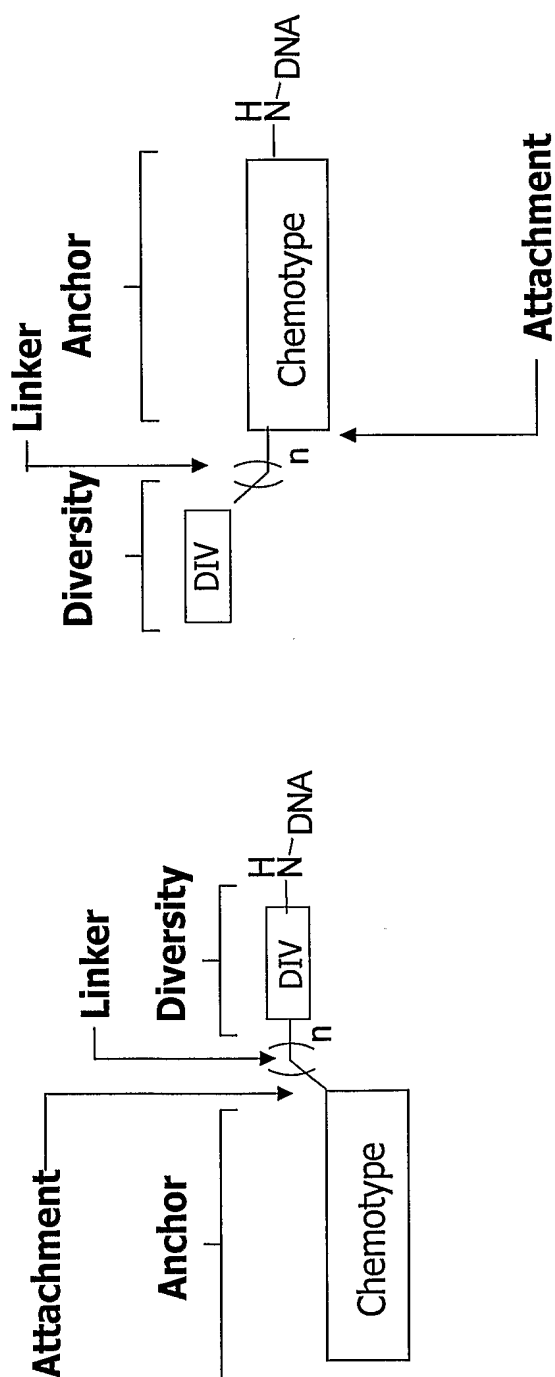 Attachment
Linker
Anchor
Diversity
Chemotype
DIV
n
H
N
DNA
Linker
Diversity
Anchor
DIV
n
Chemotype
H
N
DNA
Attachment